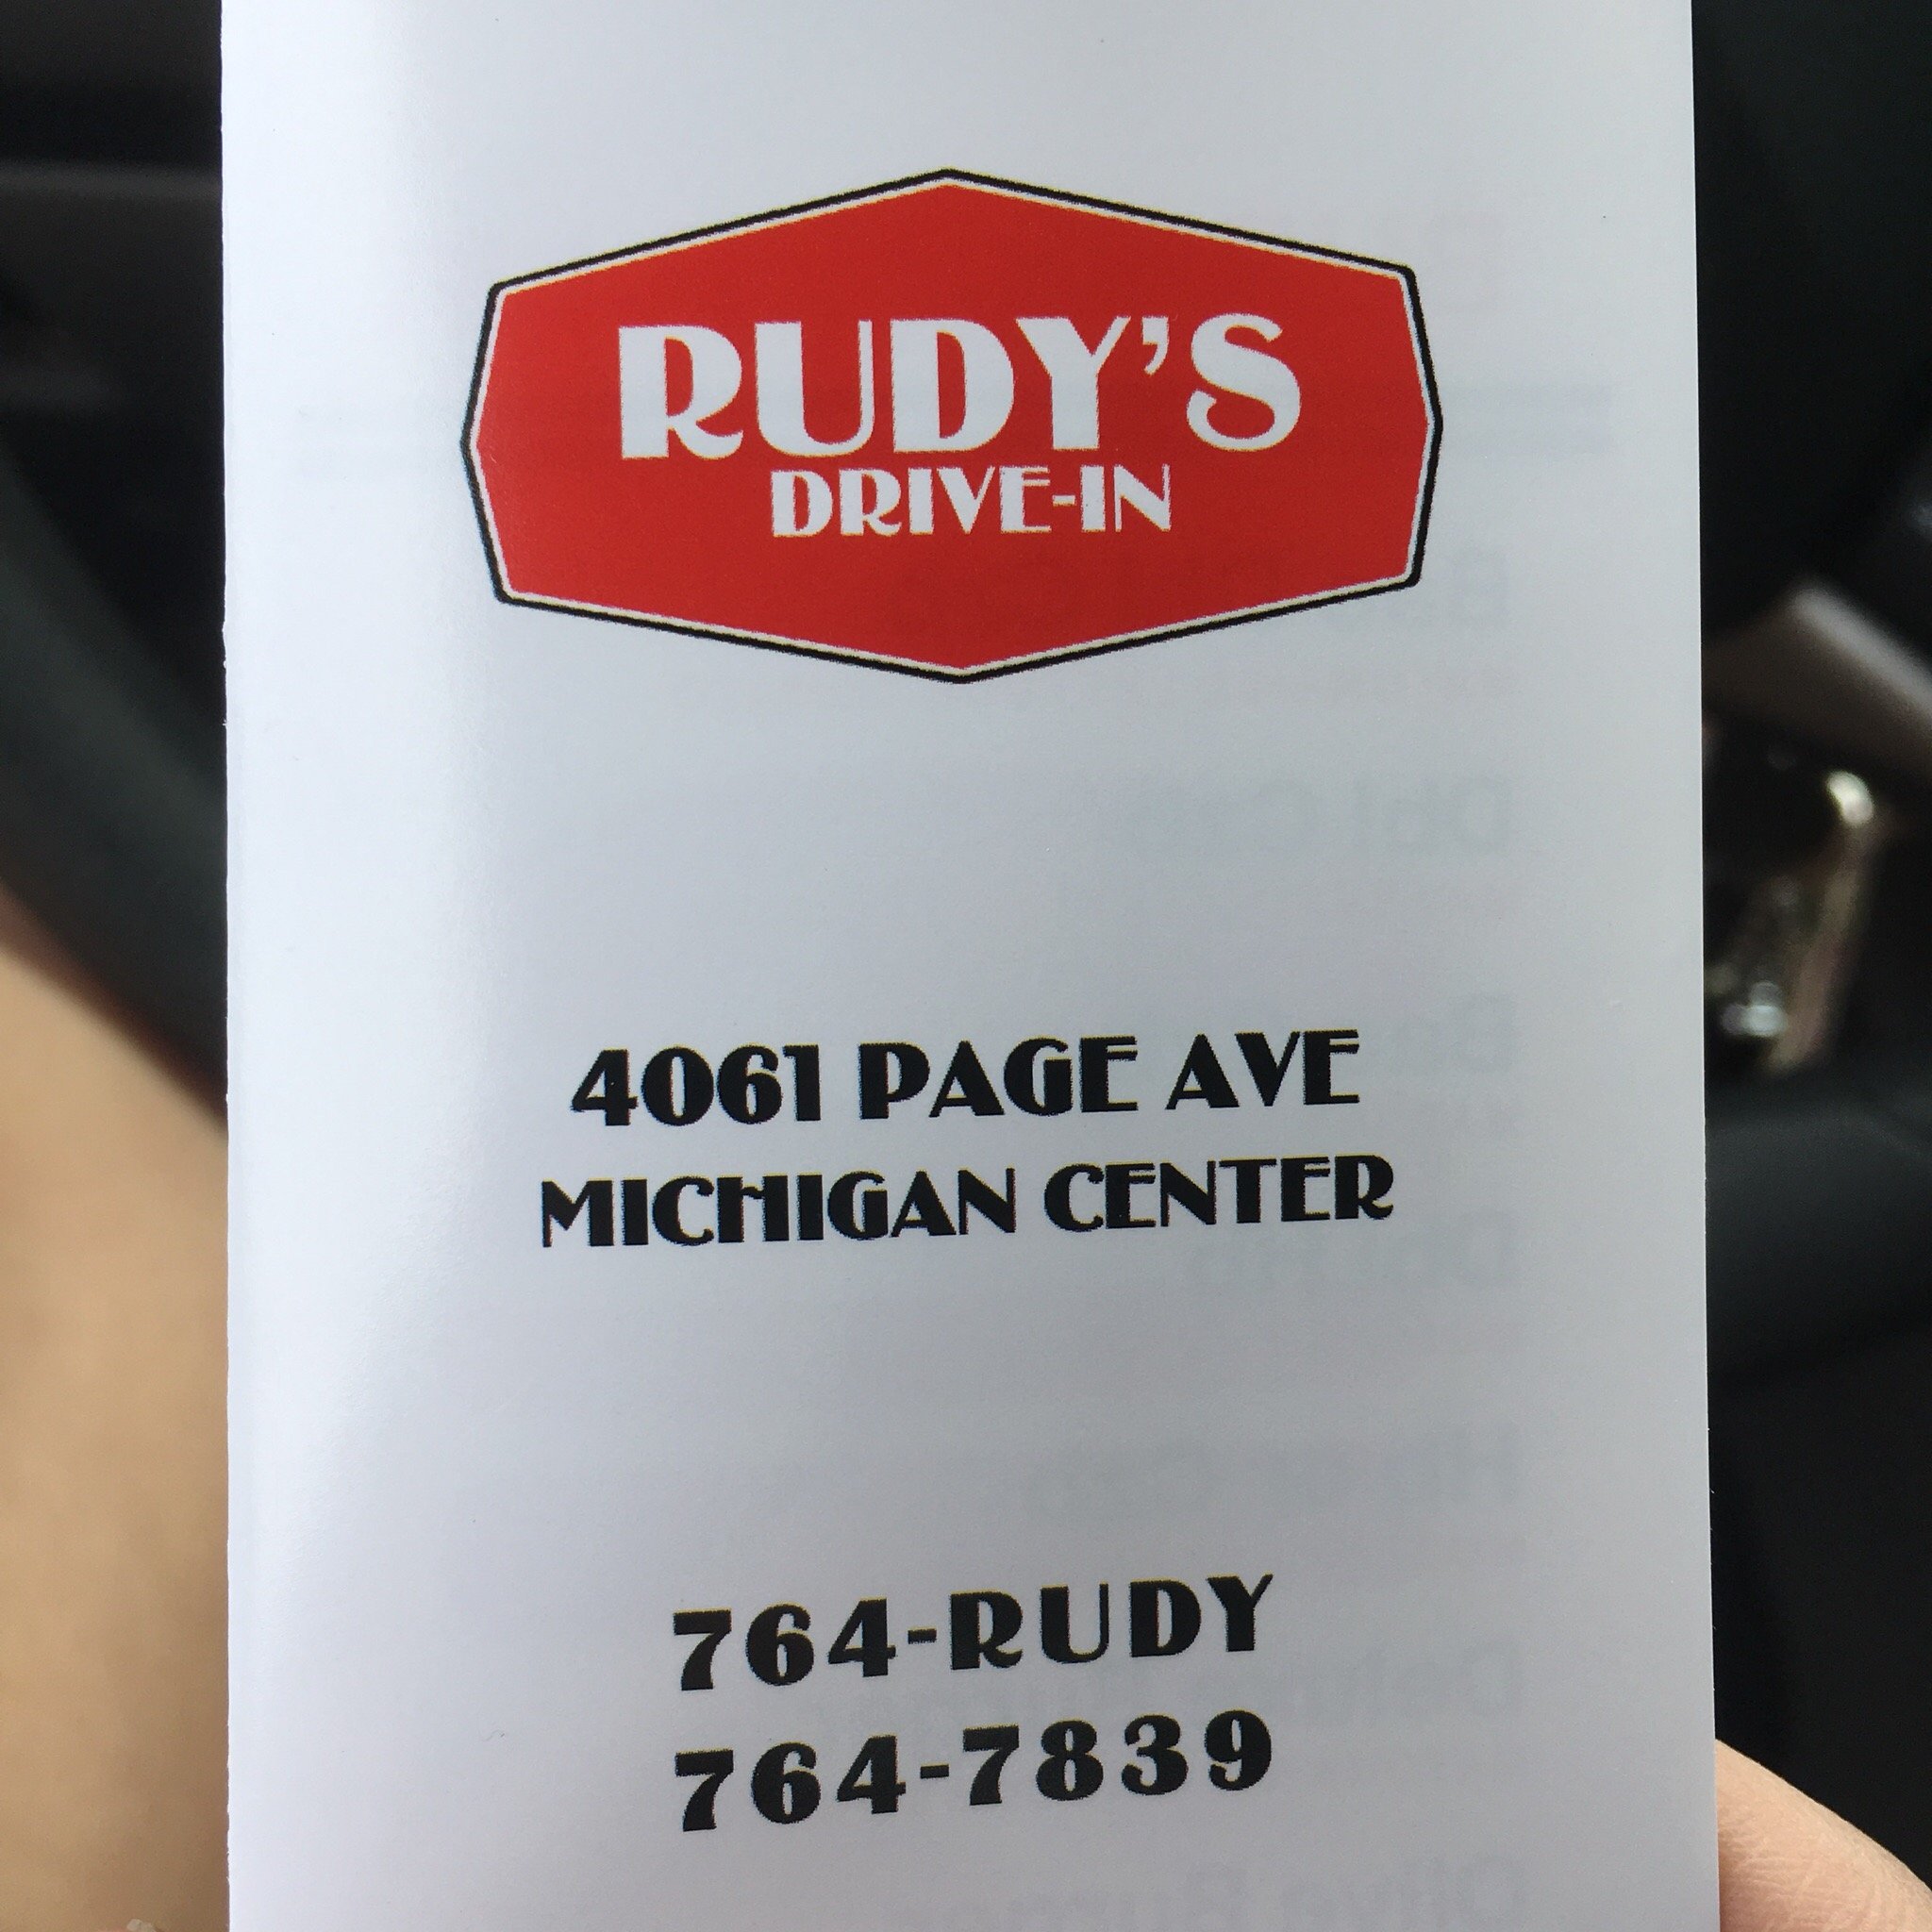 RUDY'S
DRIVE-IN
4061 PAGE AVE
MICHIGAN CENTER
764-RUDY
764-7839